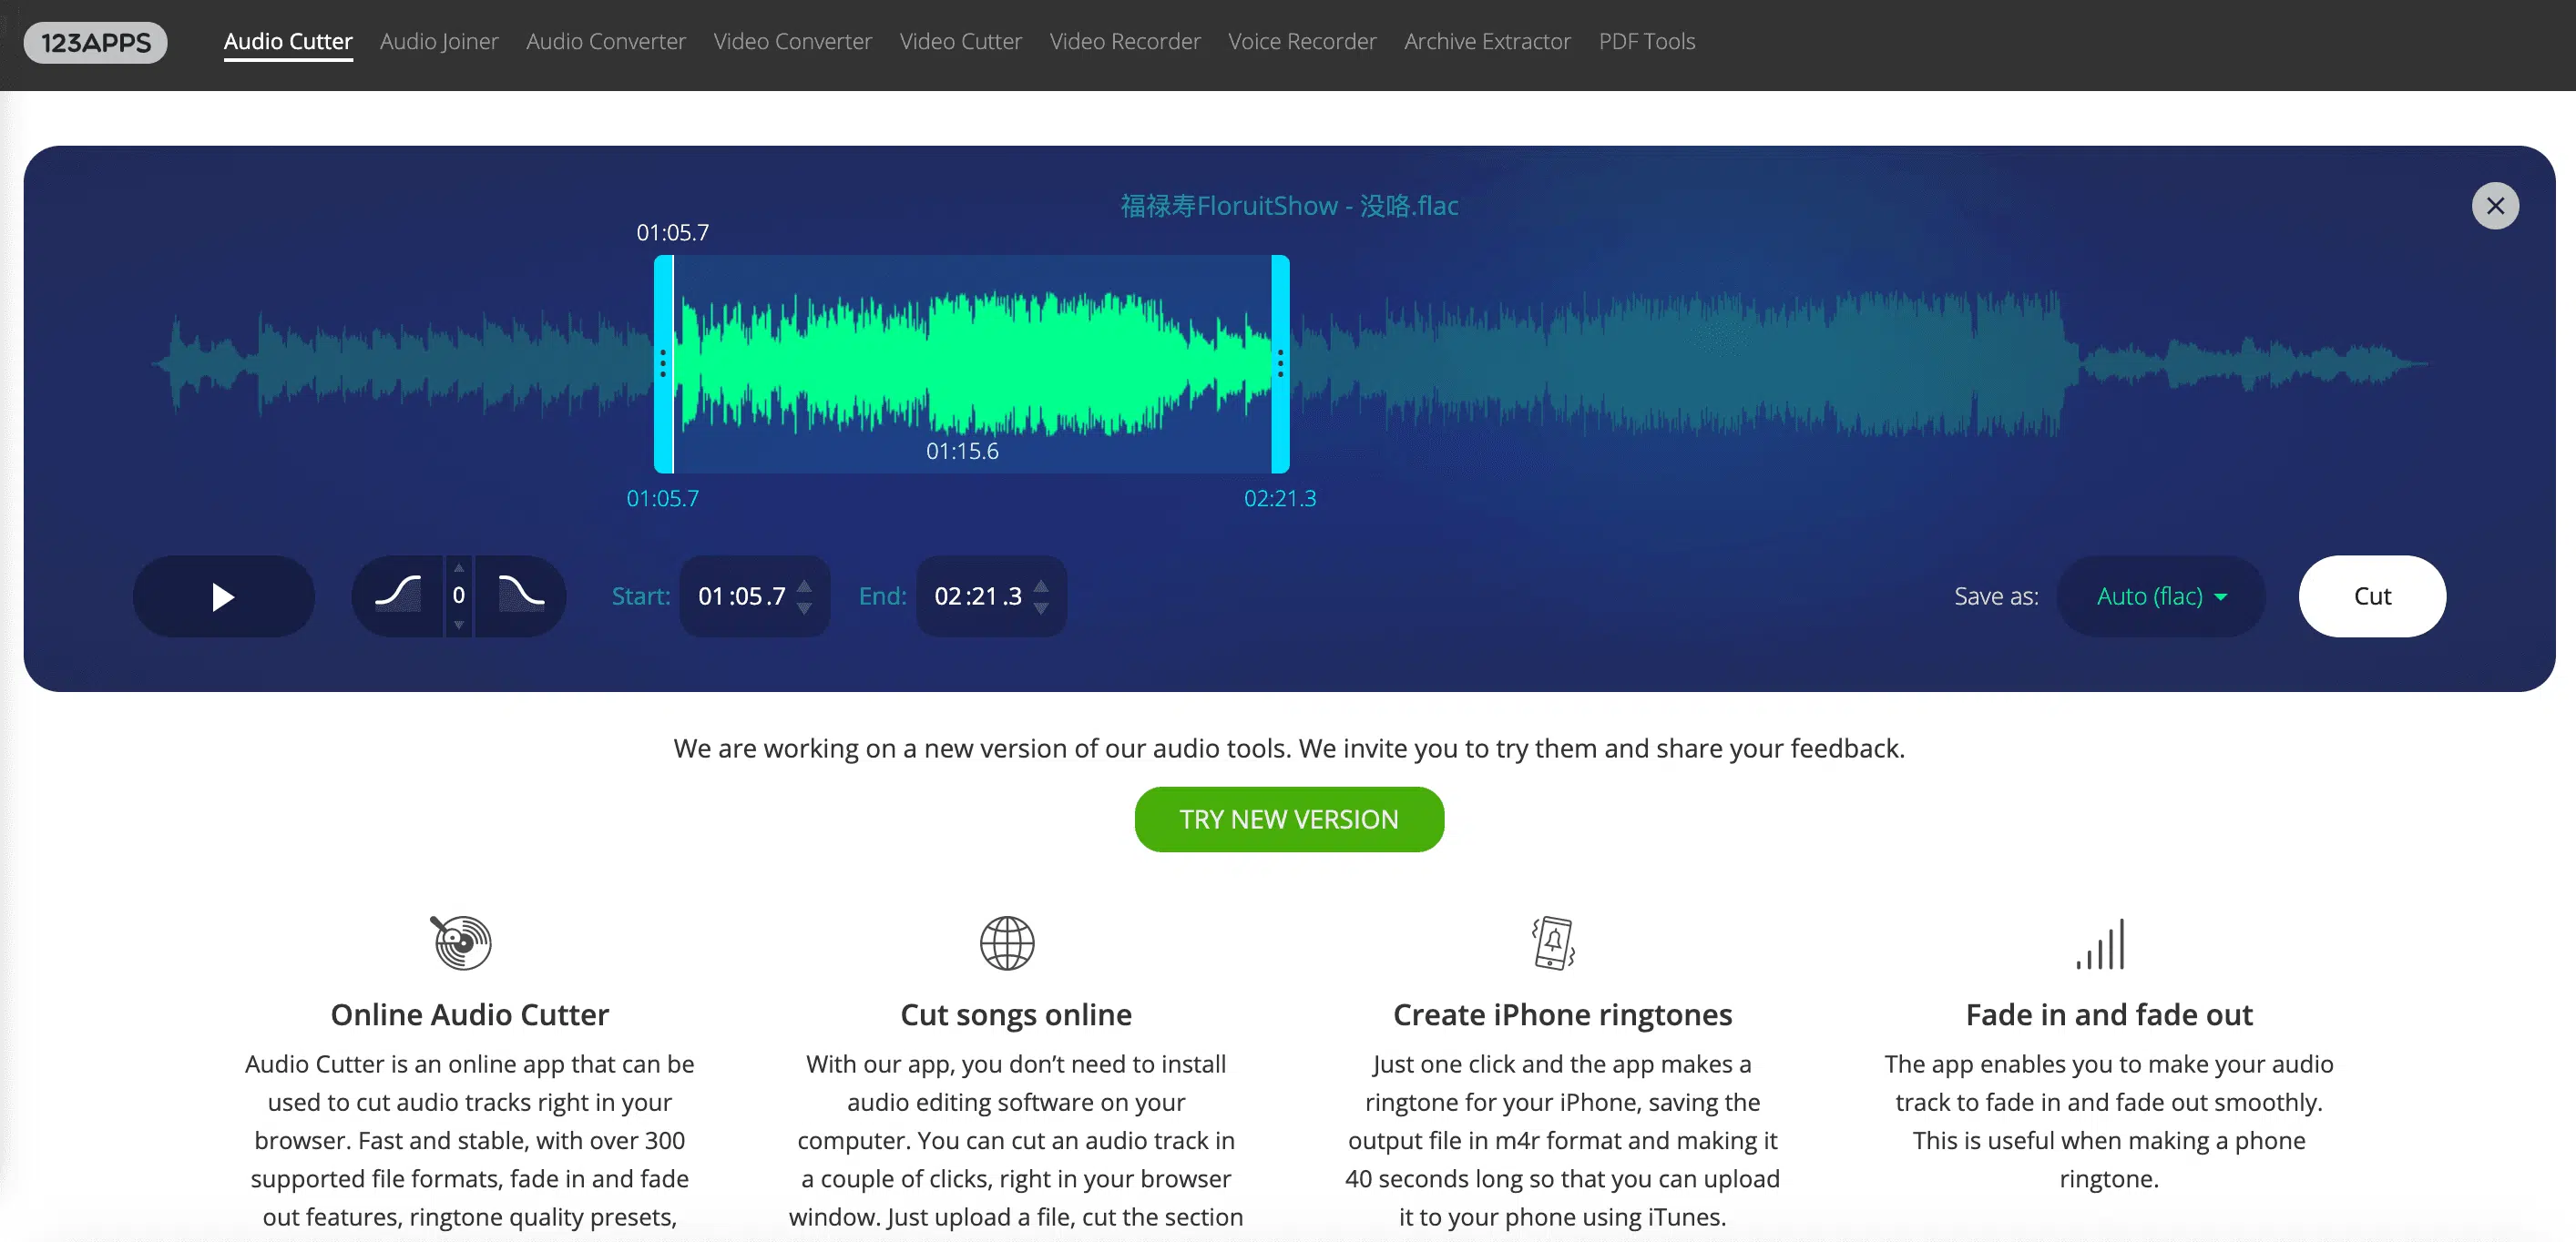 123APPS Audio Cutter Audio Joiner Audio Converter Video Converter Video Cutter Video Recorder Voice Recorder Archive Extractor PDF Tools
福禄寿FloruitShow - 没咯.flac
01:05.7
01:15.6
01:05.7 02:21.3
0 Start: 01:05.7 End: 02:21.3 Save as: Auto (flac) Cut
We are working on a new version of our audio tools. We invite you to try them and share your feedback.
TRY NEW VERSION
Online Audio Cutter
Audio Cutter is an online app that can be
used to cut audio tracks right in your
browser. Fast and stable, with over 300
supported file formats, fade in and fade
out features, ringtone quality presets,
Cut songs online
With our app, you don’t need to install
audio editing software on your
computer. You can cut an audio track in
a couple of clicks, right in your browser
window. Just upload a file, cut the section
Create iPhone ringtones
Just one click and the app makes a
ringtone for your iPhone, saving the
output file in m4r format and making it
40 seconds long so that you can upload
it to your phone using iTunes.
Fade in and fade out
The app enables you to make your audio
track to fade in and fade out smoothly.
This is useful when making a phone
ringtone.